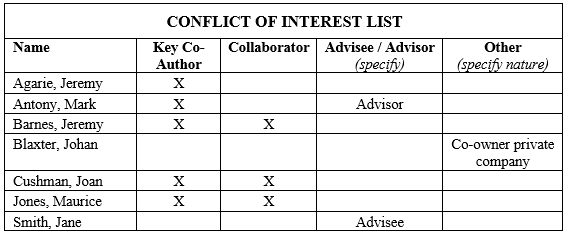 CONFLICT OF INTEREST LIST
Name Key Co- Collaborator Advisee / Advisor Other
Author (specify) (specify nature)
Agarie, Jeremy X
Antony, Mark X Advisor
Barnes, Jeremy X X
Blaxter, Johan Co-owner private
company
Cushman, Joan X X
Jones, Maurice X X
Smith, Jane Advisee